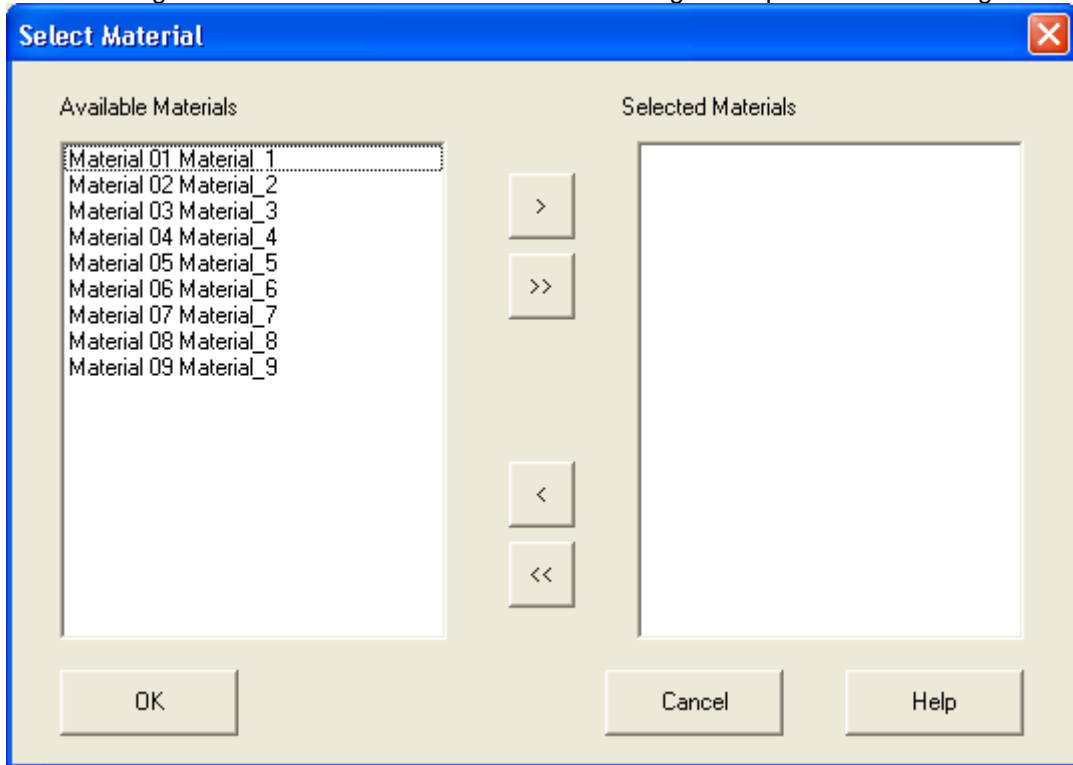 Select Material
Available Materials
Selected Materials
Material 01 Material_1
Material 02 Material_2
Material 03 Material_3
Material 04 Material_4
Material 05 Material_5
Material 06 Material_6
Material 07 Material_7
Material 08 Material_8
Material 09 Material_9
>
>>
<
<<
OK
Cancel
Help